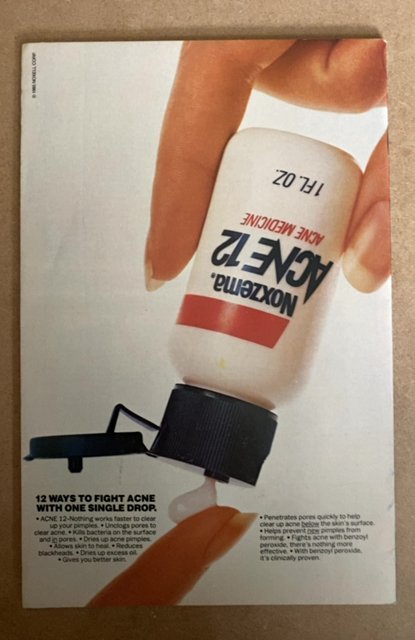 © 1985 NOXELL CORP.
1 FL. OZ.
ACNE MEDICINE
ACNE 12
Noxzema®
12 WAYS TO FIGHT ACNE
WITH ONE SINGLE DROP.
• ACNE 12-Nothing works faster to clear
up your pimples. • Unclogs pores to
clear acne. • Kills bacteria on the surface
and in pores. • Dries up acne pimples.
• Allows skin to heal. • Reduces
blackheads. • Dries up excess oil.
• Gives you better skin.
• Penetrates pores quickly to help
clear up acne below the skin's surface.
• Helps prevent new pimples from
forming. • Fights acne with benzoyl
peroxide, there's nothing more
effective. • With benzoyl peroxide,
it's clinically proven.